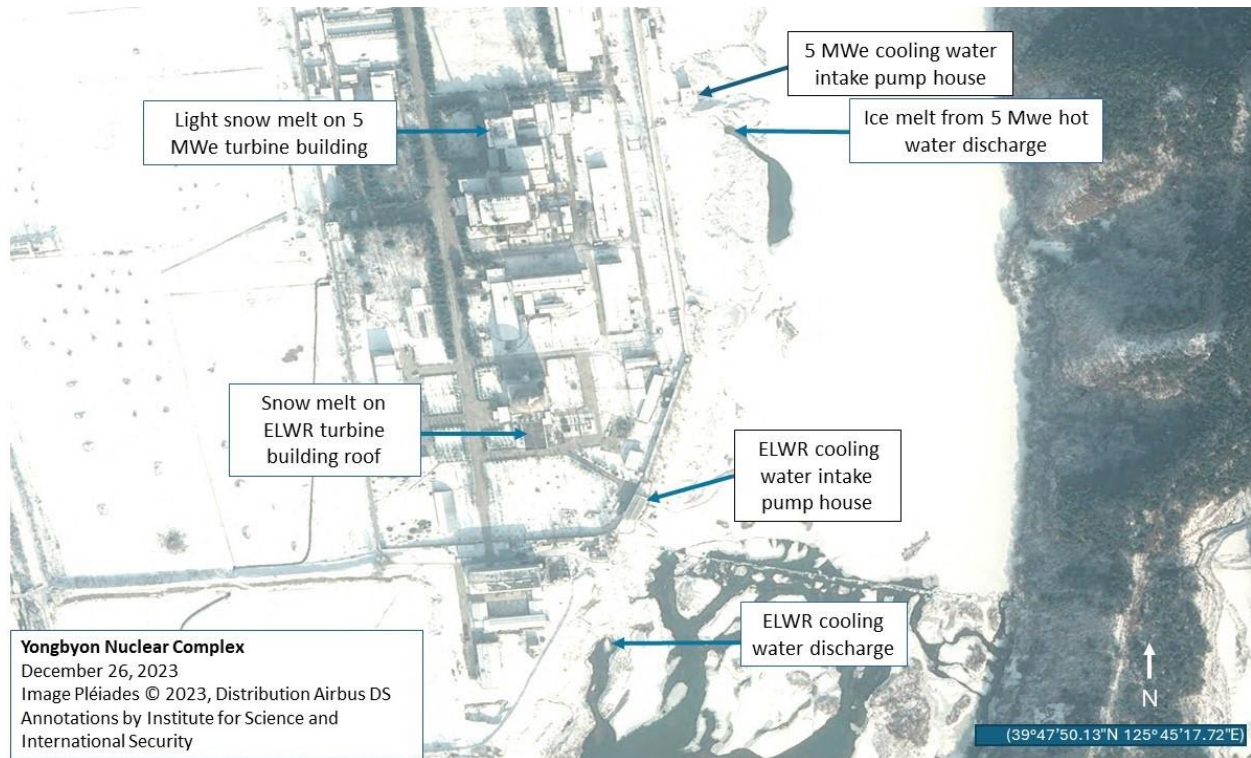 5 MWe cooling water
intake pump house
Light snow melt on 5
MWe turbine building
Ice melt from 5 Mwe hot
water discharge
Snow melt on
ELWR turbine
building roof
ELWR cooling
water intake
pump house
ELWR cooling
water discharge
Yongbyon Nuclear Complex
December 26, 2023
Image Pléiades © 2023, Distribution Airbus DS
Annotations by Institute for Science and
International Security
N
(39°47'50.13"N 125°45'17.72"E)